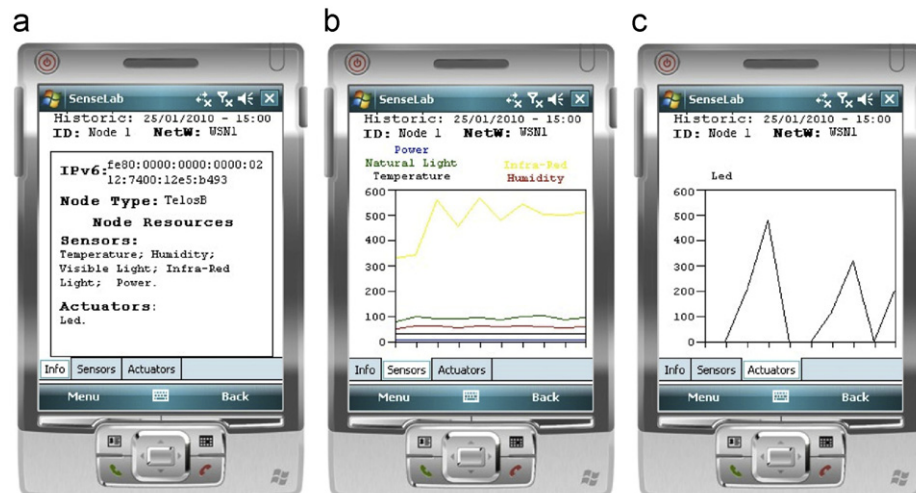 a
SenseLab
Historic: 25/01/2010 - 15:00
ID: Node 1 NetW: WSN1
IPv6: fe80:0000:0000:0000:02
12:7400:12e5:b493
Node Type: TelosB
Node Resources
Sensors:
Temperature; Humidity;
Visible Light; Infra-Red
Light; Power.
Actuators:
Led.
Info Sensors Actuators
Menu Back
b
SenseLab
Historic: 25/01/2010 - 15:00
ID: Node 1 NetW: WSN1
Power
Natural Light Infra-Red
Temperature Humidity
600
500
400
300
200
100
0
Info Sensors Actuators
Menu Back
c
SenseLab
Historic: 25/01/2010 - 15:00
ID: Node 1 NetW: WSN1
Led
600
500
400
300
200
100
0
Info Sensors Actuators
Menu Back